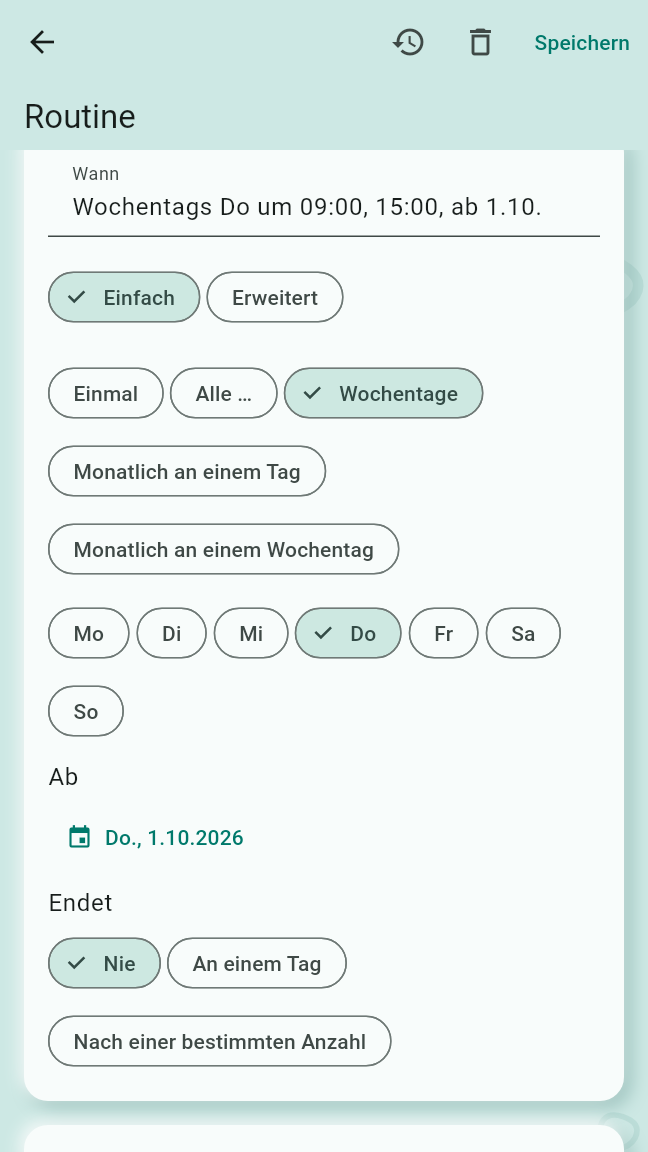 Speichern
Routine
Wann
Wochentags Do um 09:00, 15:00, ab 1.10.
Einfach Erweitert
Einmal Alle ... Wochentage
Monatlich an einem Tag
Monatlich an einem Wochentag
Mo Di Mi Do Fr Sa
So
Ab
Do., 1.10.2026
Endet
Nie An einem Tag
Nach einer bestimmten Anzahl